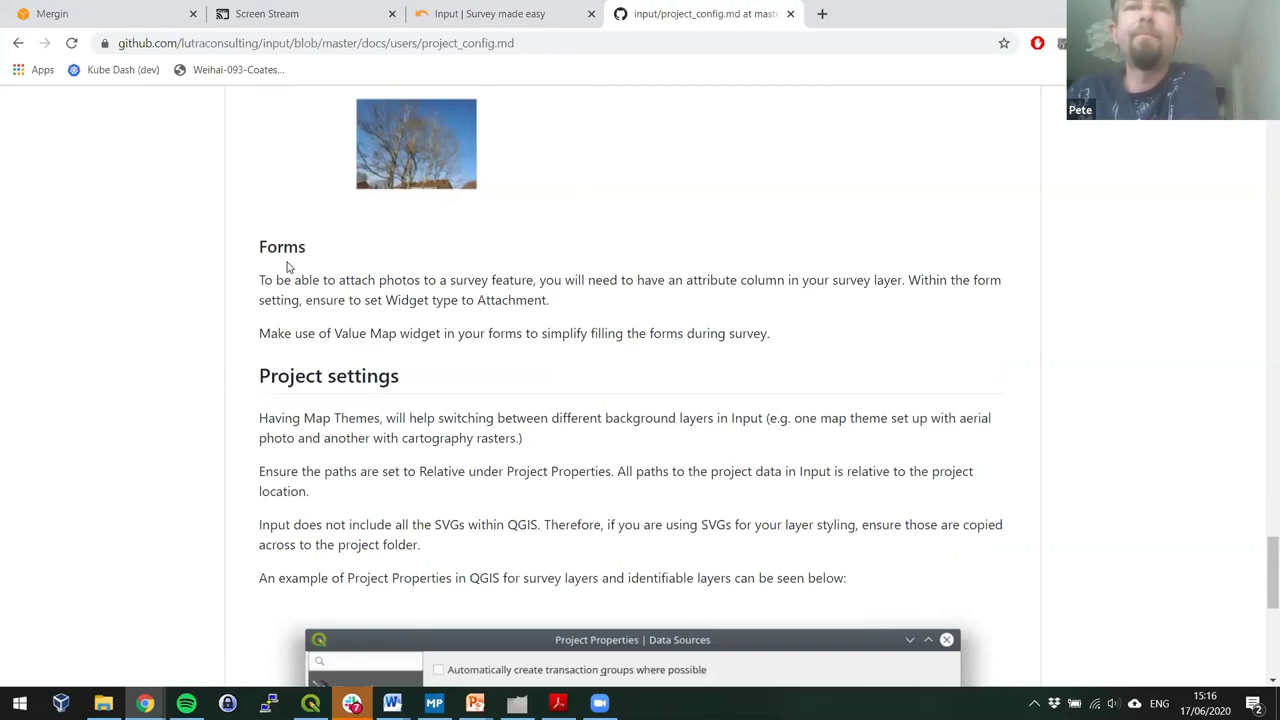 Mergin
Screen Stream
Input | Survey made easy
input/project_config.md at mast
github.com/lutraconsulting/input/blob/master/docs/users/project_config.md
Apps
Kube Dash (dev)
Weihai-093-Coates...
Pete
Forms
To be able to attach photos to a survey feature, you will need to have an attribute column in your survey layer. Within the form
setting, ensure to set Widget type to Attachment.
Make use of Value Map widget in your forms to simplify filling the forms during survey.
Project settings
Having Map Themes, will help switching between different background layers in Input (e.g. one map theme set up with aerial
photo and another with cartography rasters.)
Ensure the paths are set to Relative under Project Properties. All paths to the project data in Input is relative to the project
location.
Input does not include all the SVGs within QGIS. Therefore, if you are using SVGs for your layer styling, ensure those are copied
across to the project folder.
An example of Project Properties in QGIS for survey layers and identifiable layers can be seen below:
Project Properties | Data Sources
Automatically create transaction groups where possible
MP
ENG
15:16
17/06/2020
2